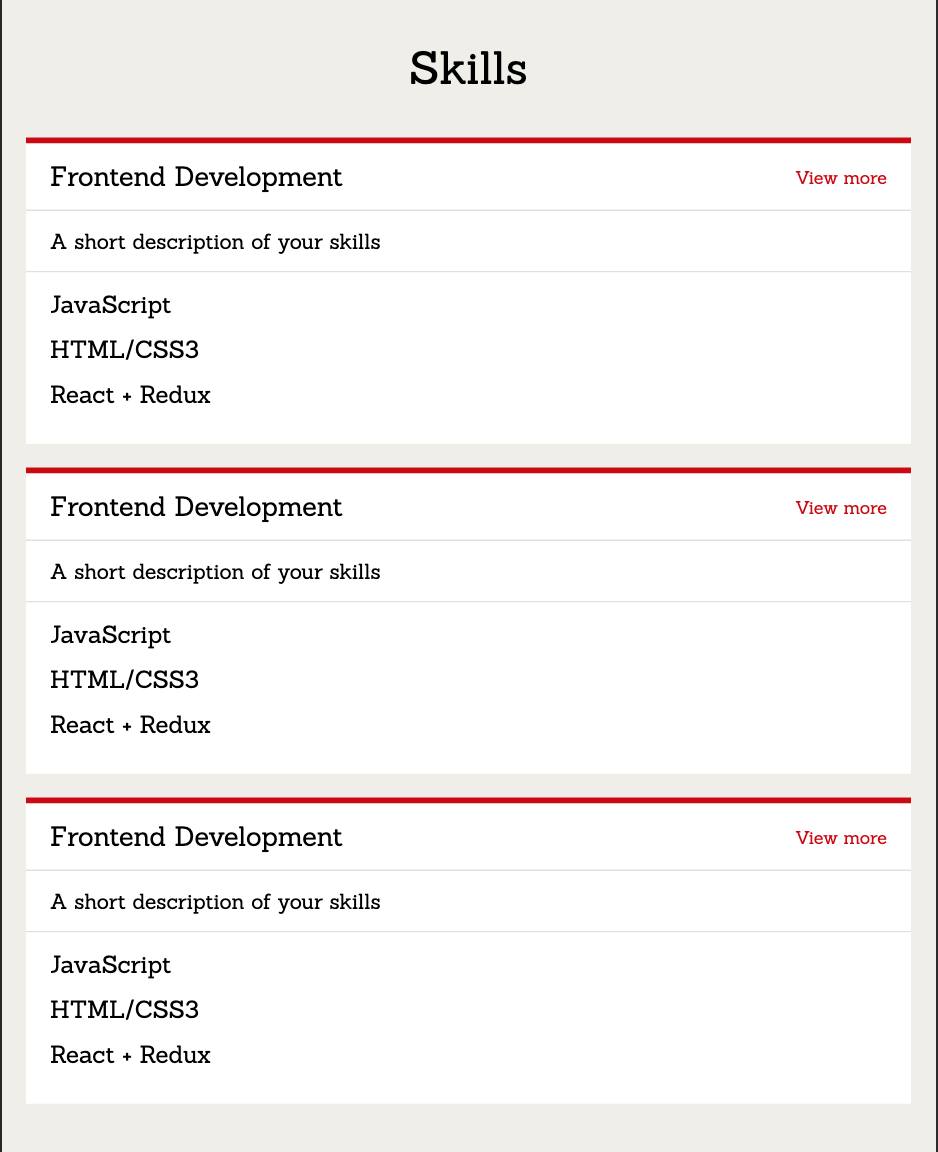 Skills
Frontend Development View more
A short description of your skills
JavaScript
HTML/CSS3
React + Redux
Frontend Development View more
A short description of your skills
JavaScript
HTML/CSS3
React + Redux
Frontend Development View more
A short description of your skills
JavaScript
HTML/CSS3
React + Redux